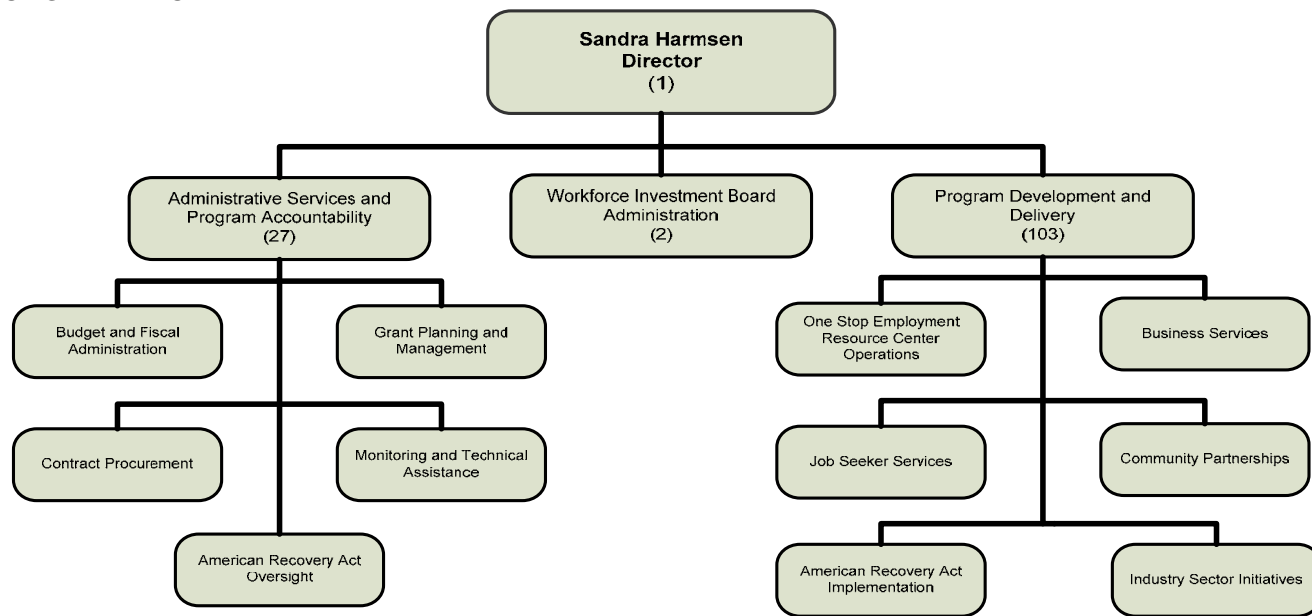 Sandra Harmsen
Director
(1)
Administrative Services and
Program Accountability
(27)
Workforce Investment Board
Administration
(2)
Program Development and
Delivery
(103)
Budget and Fiscal
Administration
Grant Planning and
Management
One Stop Employment
Resource Center
Operations
Business Services
Contract Procurement
Monitoring and Technical
Assistance
Job Seeker Services
Community Partnerships
American Recovery Act
Oversight
American Recovery Act
Implementation
Industry Sector Initiatives